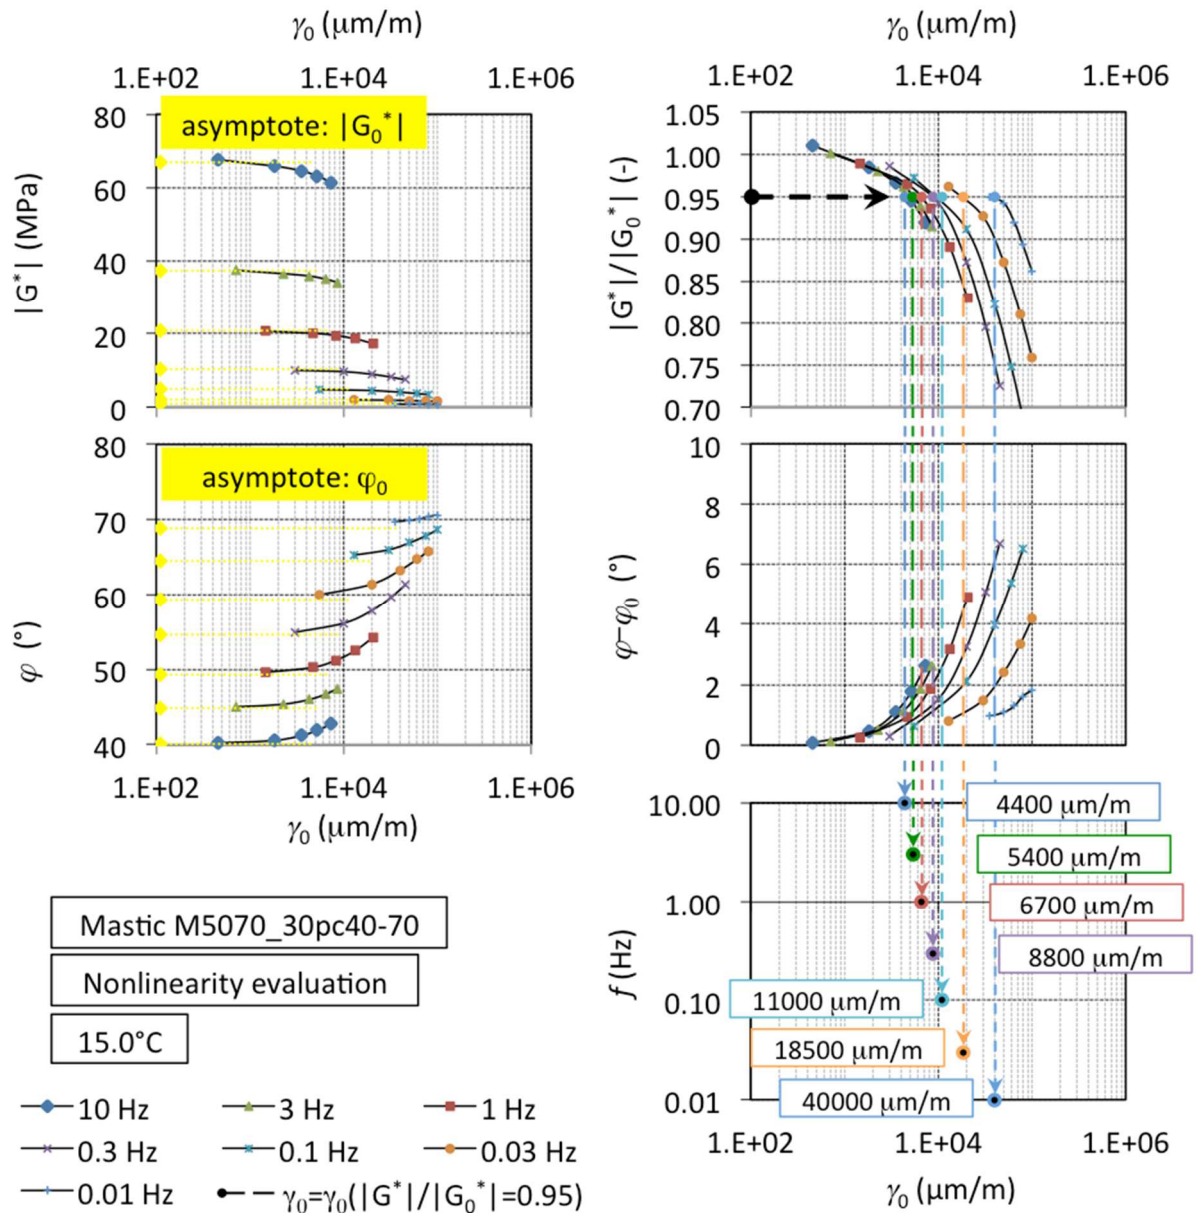 γ₀ (μm/m)
1.E+02 1.E+04 1.E+06
asymptote: |G₀*|
|G*| (MPa)
80
60
40
20
0
asymptote: φ₀
φ (°)
80
70
60
50
40
1.E+02 1.E+04 1.E+06
γ₀ (μm/m)
γ₀ (μm/m)
1.E+02 1.E+04 1.E+06
|G*|/|G₀*| (-)
1.05
1.00
0.95
0.90
0.85
0.80
0.75
0.70
φ–φ₀ (°)
10
8
6
4
2
0
f (Hz)
10.00
1.00
0.10
0.01
4400 μm/m
5400 μm/m
6700 μm/m
8800 μm/m
11000 μm/m
18500 μm/m
40000 μm/m
1.E+02 1.E+04 1.E+06
γ₀ (μm/m)
Mastic M5070_30pc40-70
Nonlinearity evaluation
15.0°C
10 Hz 3 Hz 1 Hz
0.3 Hz 0.1 Hz 0.03 Hz
0.01 Hz γ₀=γ₀(|G*|/|G₀*|=0.95)